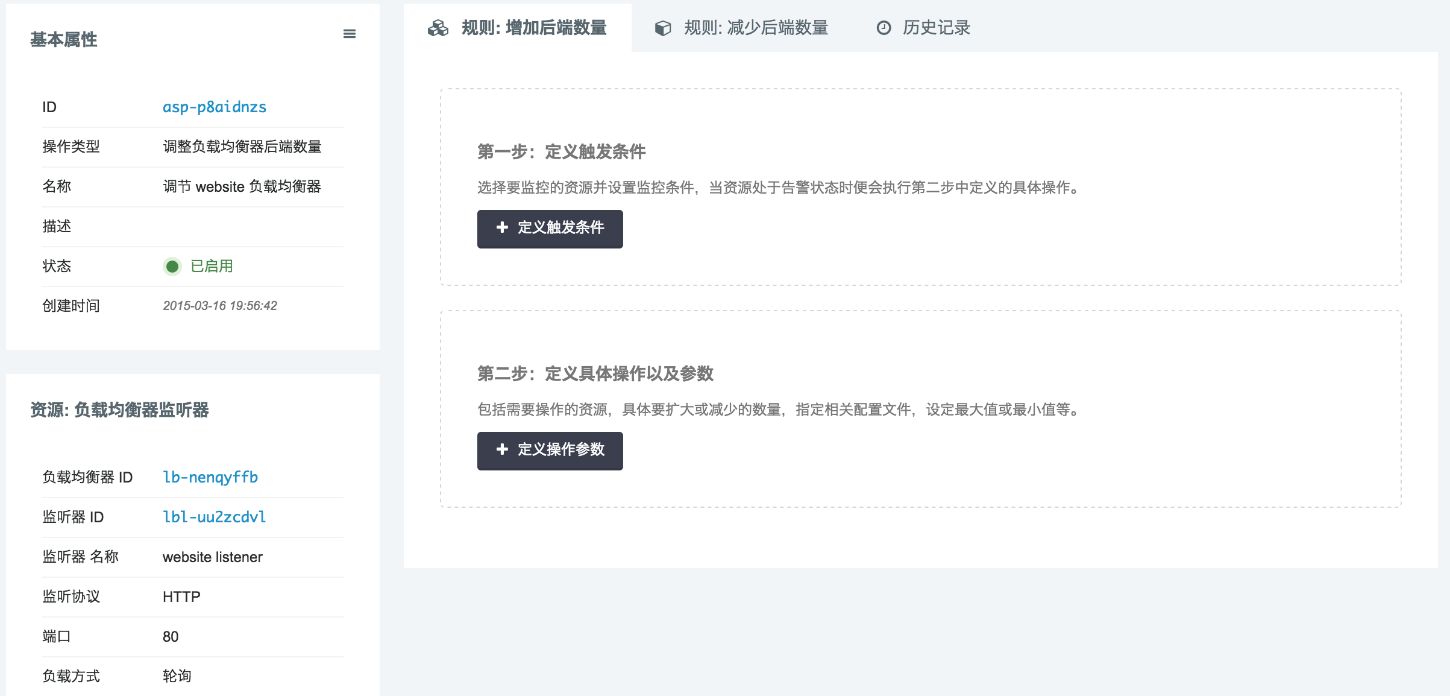 基本属性
ID asp-p8aidnzs
操作类型 调整负载均衡器后端数量
名称 调节 website 负载均衡器
描述
状态 已启用
创建时间 2015-03-16 19:56:42
资源: 负载均衡器监听器
负载均衡器 ID lb-nenqyffb
监听器 ID lbl-uu2zcdvl
监听器 名称 website listener
监听协议 HTTP
端口 80
负载方式 轮询
规则: 增加后端数量 规则: 减少后端数量 历史记录
第一步：定义触发条件
选择要监控的资源并设置监控条件，当资源处于告警状态时便会执行第二步中定义的具体操作。
定义触发条件
第二步：定义具体操作以及参数
包括需要操作的资源，具体要扩大或减少的数量，指定相关配置文件，设定最大值或最小值等。
定义操作参数